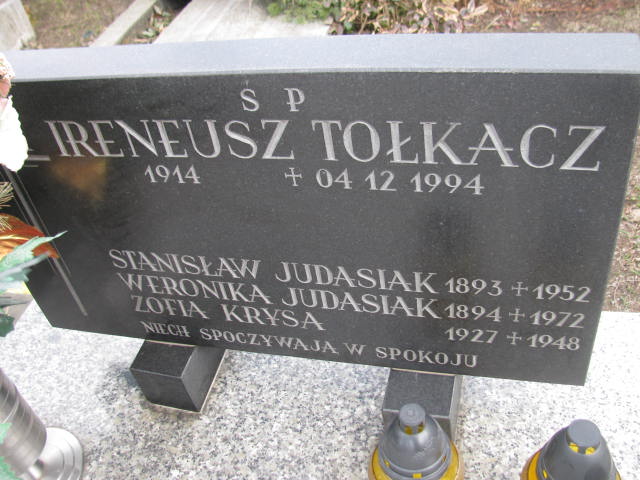 S P
IRENEUSZ TOŁKACZ
1914 + 04 12 1994
STANISŁAW JUDASIAK 1893 + 1952
WERONIKA JUDASIAK 1894 + 1972
ZOFIA KRYSA 1927 + 1948
NIECH SPOCZYWAJĄ W SPOKOJU